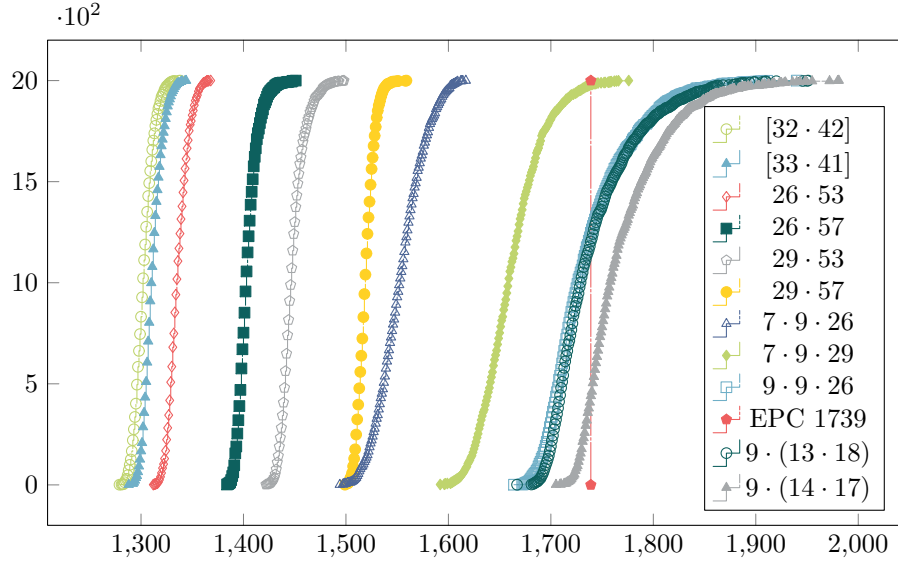 ·10²
20
15
10
5
0
1,300 1,400 1,500 1,600 1,700 1,800 1,900 2,000
[32 · 42]
[33 · 41]
26 · 53
26 · 57
29 · 53
29 · 57
7 · 9 · 26
7 · 9 · 29
9 · 9 · 26
EPC 1739
9 · (13 · 18)
9 · (14 · 17)